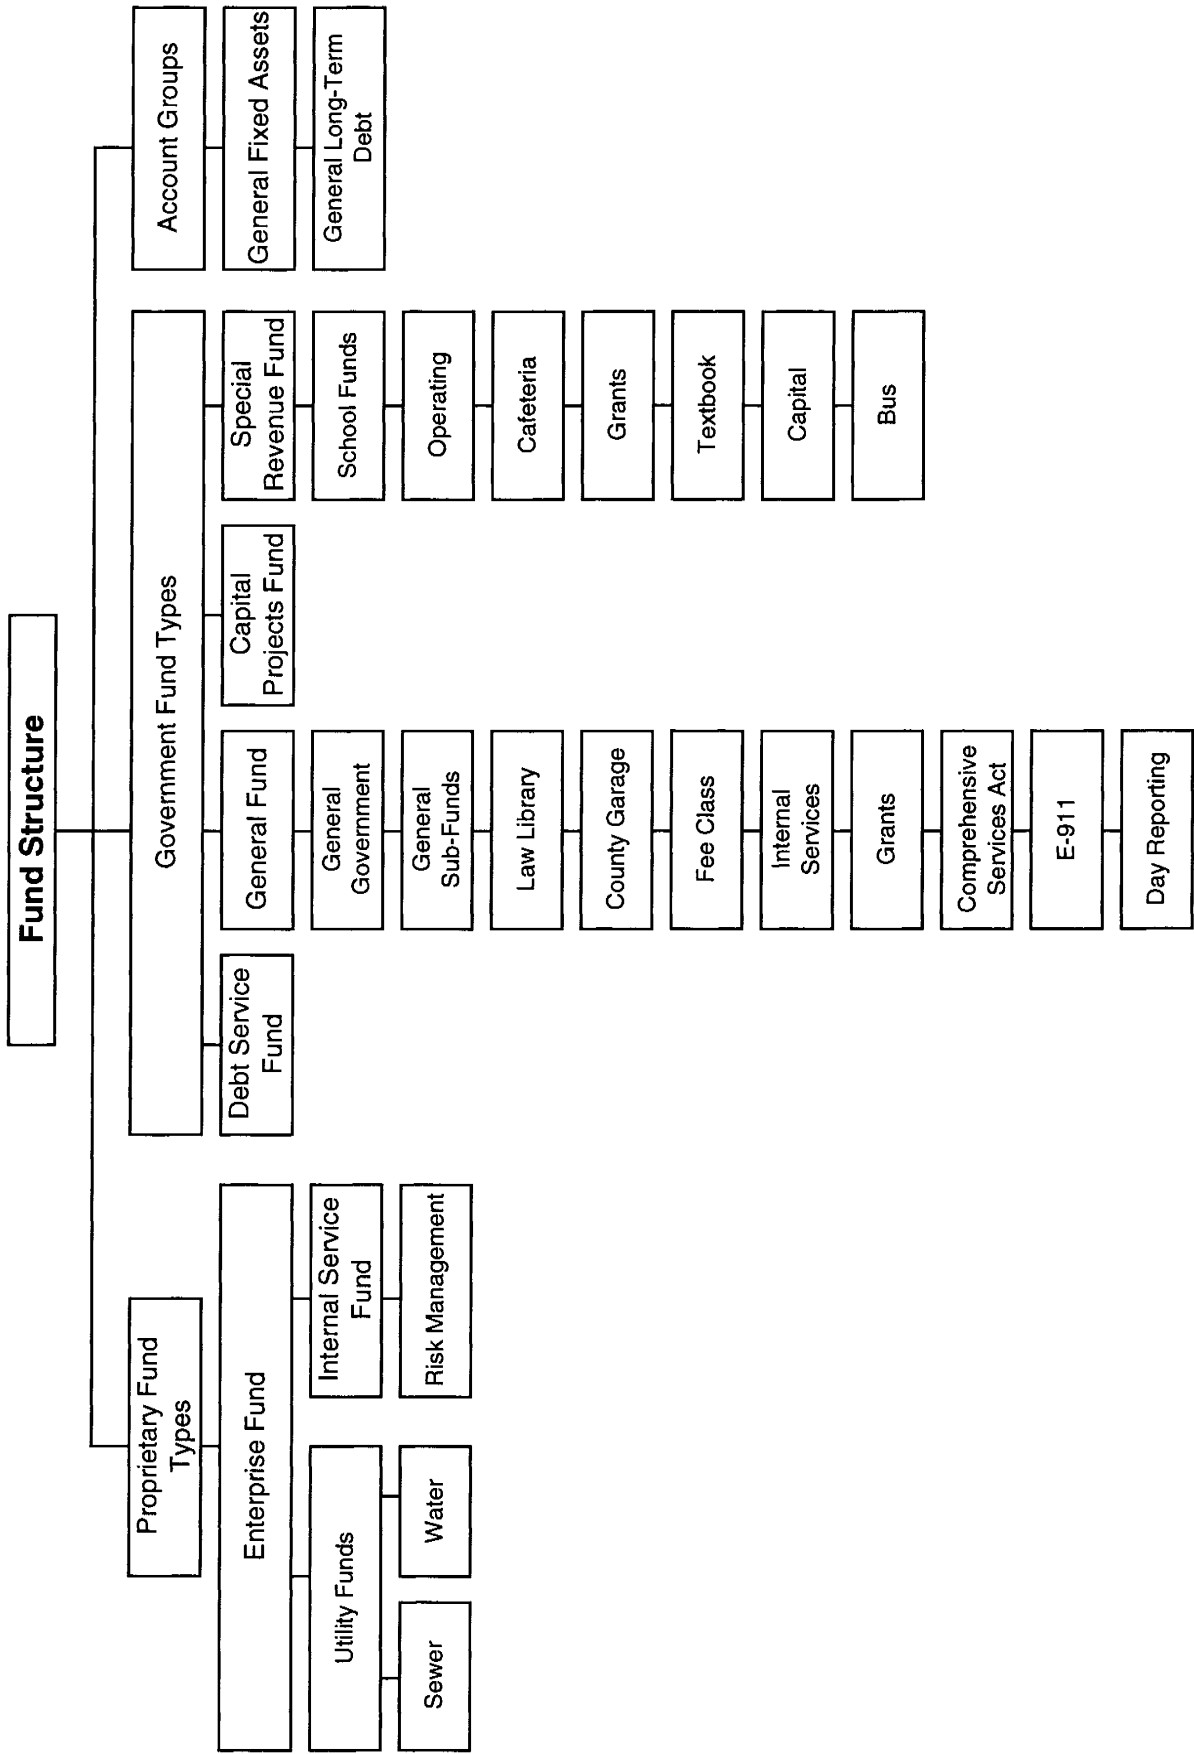 Fund Structure
Proprietary Fund
Types
Enterprise Fund
Utility Funds
Sewer
Water
Internal Service
Fund
Risk Management
Government Fund Types
Debt Service
Fund
General Fund
General
Government
General
Sub-Funds
Law Library
County Garage
Fee Class
Internal
Services
Grants
Comprehensive
Services Act
E-911
Day Reporting
Capital
Projects Fund
Special
Revenue Fund
School Funds
Operating
Cafeteria
Grants
Textbook
Capital
Bus
Account Groups
General Fixed Assets
General Long-Term
Debt